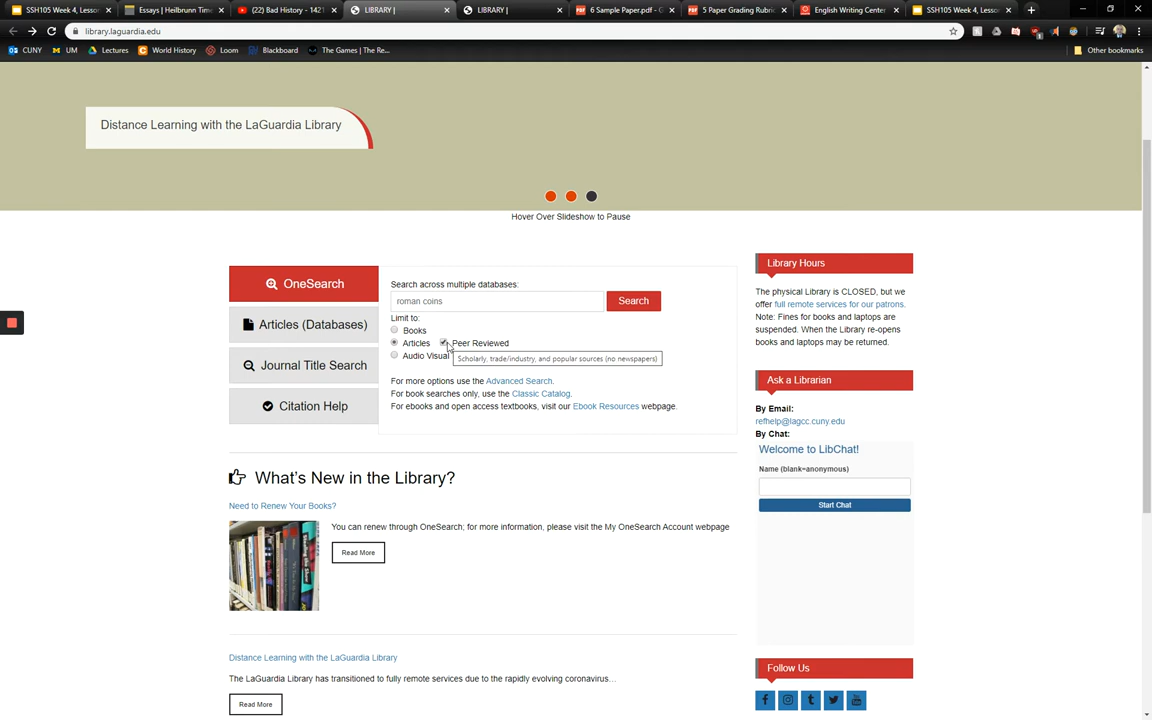 SSH105 Week 4, Lesso
Essays | Heilbrunn Tim
(22) Bad History - 142
LIBRARY |
LIBRARY |
6 Sample Paper.pdf - G
5 Paper Grading Rubric
English Writing Center
SSH105 Week 4, Lesso
library.laguardia.edu
CUNY
UM
Lectures
World History
Loom
Blackboard
The Games | The Re...
Other bookmarks
Distance Learning with the LaGuardia Library
Hover Over Slideshow to Pause
OneSearch
Articles (Databases)
Journal Title Search
Citation Help
Search across multiple databases:
roman coins
Search
Limit to:
Books
Articles
Peer Reviewed
Audio Visual
Scholarly, trade/industry, and popular sources (no newspapers)
For more options use the Advanced Search.
For book searches only, use the Classic Catalog.
For ebooks and open access textbooks, visit our Ebook Resources webpage.
Library Hours
The physical Library is CLOSED, but we
offer full remote services for our patrons.
Note: Fines for books and laptops are
suspended. When the Library re-opens
books and laptops may be returned.
Ask a Librarian
By Email:
refhelp@lagcc.cuny.edu
By Chat:
Welcome to LibChat!
Name (blank=anonymous)
Start Chat
What's New in the Library?
Need to Renew Your Books?
You can renew through OneSearch; for more information, please visit the My OneSearch Account webpage
Read More
Distance Learning with the LaGuardia Library
The LaGuardia Library has transitioned to fully remote services due to the rapidly evolving coronavirus...
Read More
Follow Us